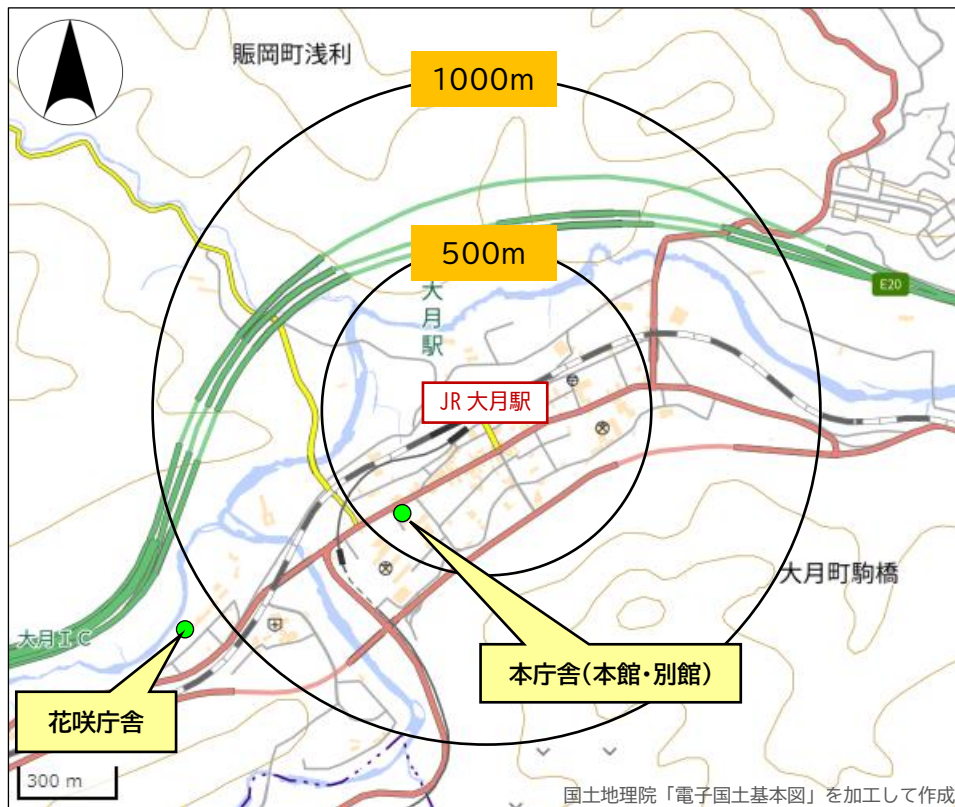 賑岡町浅利
1000m
500m
E20
大月駅
JR 大月駅
大月町駒橋
大月IC
本庁舎(本館・別館)
花咲庁舎
300 m
国土地理院「電子国土基本図」を加工して作成